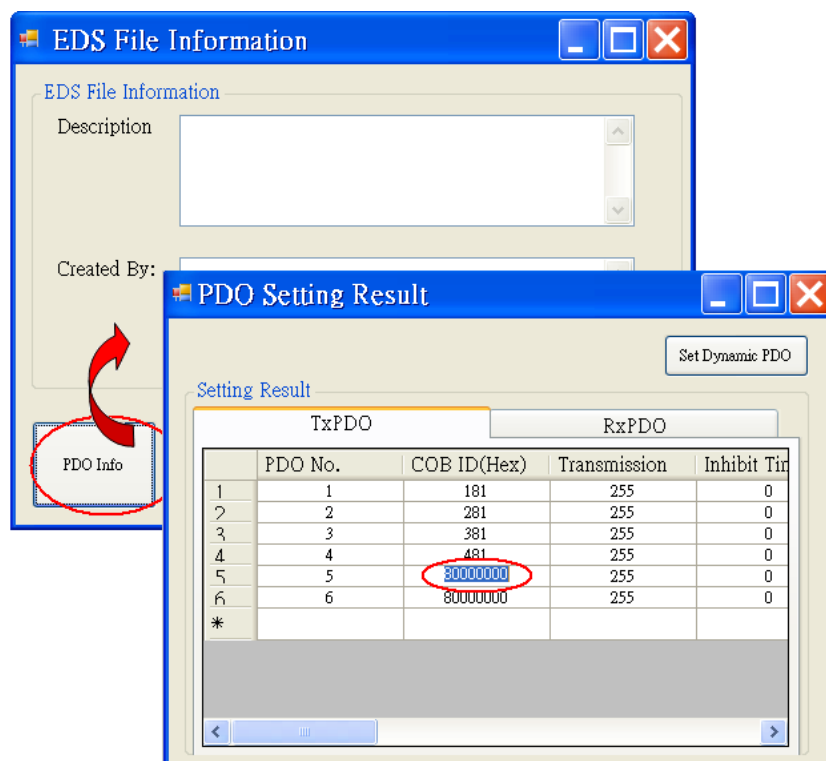 EDS File Information
EDS File Information
Description
Created By:
PDO Info
PDO Setting Result
Set Dynamic PDO
Setting Result
TxPDO RxPDO
PDO No. COB ID(Hex) Transmission Inhibit Tim
1 1 181 255 0
2 2 281 255 0
3 3 381 255 0
4 4 481 255 0
5 5 80000000 255 0
6 6 80000000 255 0
*